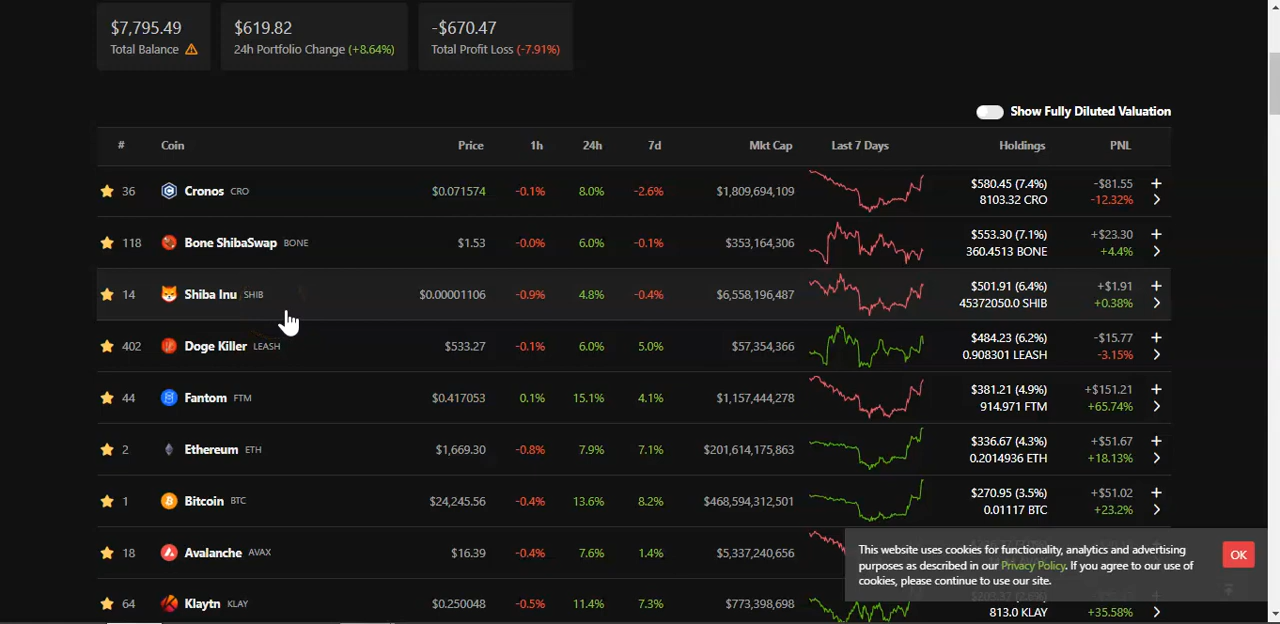 $7,795.49 $619.82 -$670.47
Total Balance 24h Portfolio Change (+8.64%) Total Profit Loss (-7.91%)
Show Fully Diluted Valuation
# Coin Price 1h 24h 7d Mkt Cap Last 7 Days Holdings PNL
36 Cronos CRO $0.071574 -0.1% 8.0% -2.6% $1,809,694,109 $580.45 (7.4%) -$81.55 +
8103.32 CRO -12.32%
118 Bone ShibaSwap BONE $1.53 -0.0% 6.0% -0.1% $353,164,306 $553.30 (7.1%) +$23.30 +
360.4513 BONE +4.4%
14 Shiba Inu SHIB $0.00001106 -0.9% 4.8% -0.4% $6,558,196,487 $501.91 (6.4%) +$1.91 +
45372050.0 SHIB +0.38%
402 Doge Killer LEASH $533.27 -0.1% 6.0% 5.0% $57,354,366 $484.23 (6.2%) -$15.77 +
0.908301 LEASH -3.15%
44 Fantom FTM $0.417053 0.1% 15.1% 4.1% $1,157,444,278 $381.21 (4.9%) +$151.21 +
914.971 FTM +65.74%
2 Ethereum ETH $1,669.30 -0.8% 7.9% 7.1% $201,614,175,863 $336.67 (4.3%) +$51.67 +
0.2014936 ETH +18.13%
1 Bitcoin BTC $24,245.56 -0.4% 13.6% 8.2% $468,594,312,501 $270.95 (3.5%) +$51.02 +
0.01117 BTC +23.2%
18 Avalanche AVAX $16.39 -0.4% 7.6% 1.4% $5,337,240,656
This website uses cookies for functionality, analytics and advertising
purposes as described in our Privacy Policy. If you agree to our use of
cookies, please continue to use our site.
OK
64 Klaytn KLAY $0.250048 -0.5% 11.4% 7.3% $773,398,698
813.0 KLAY +35.58%